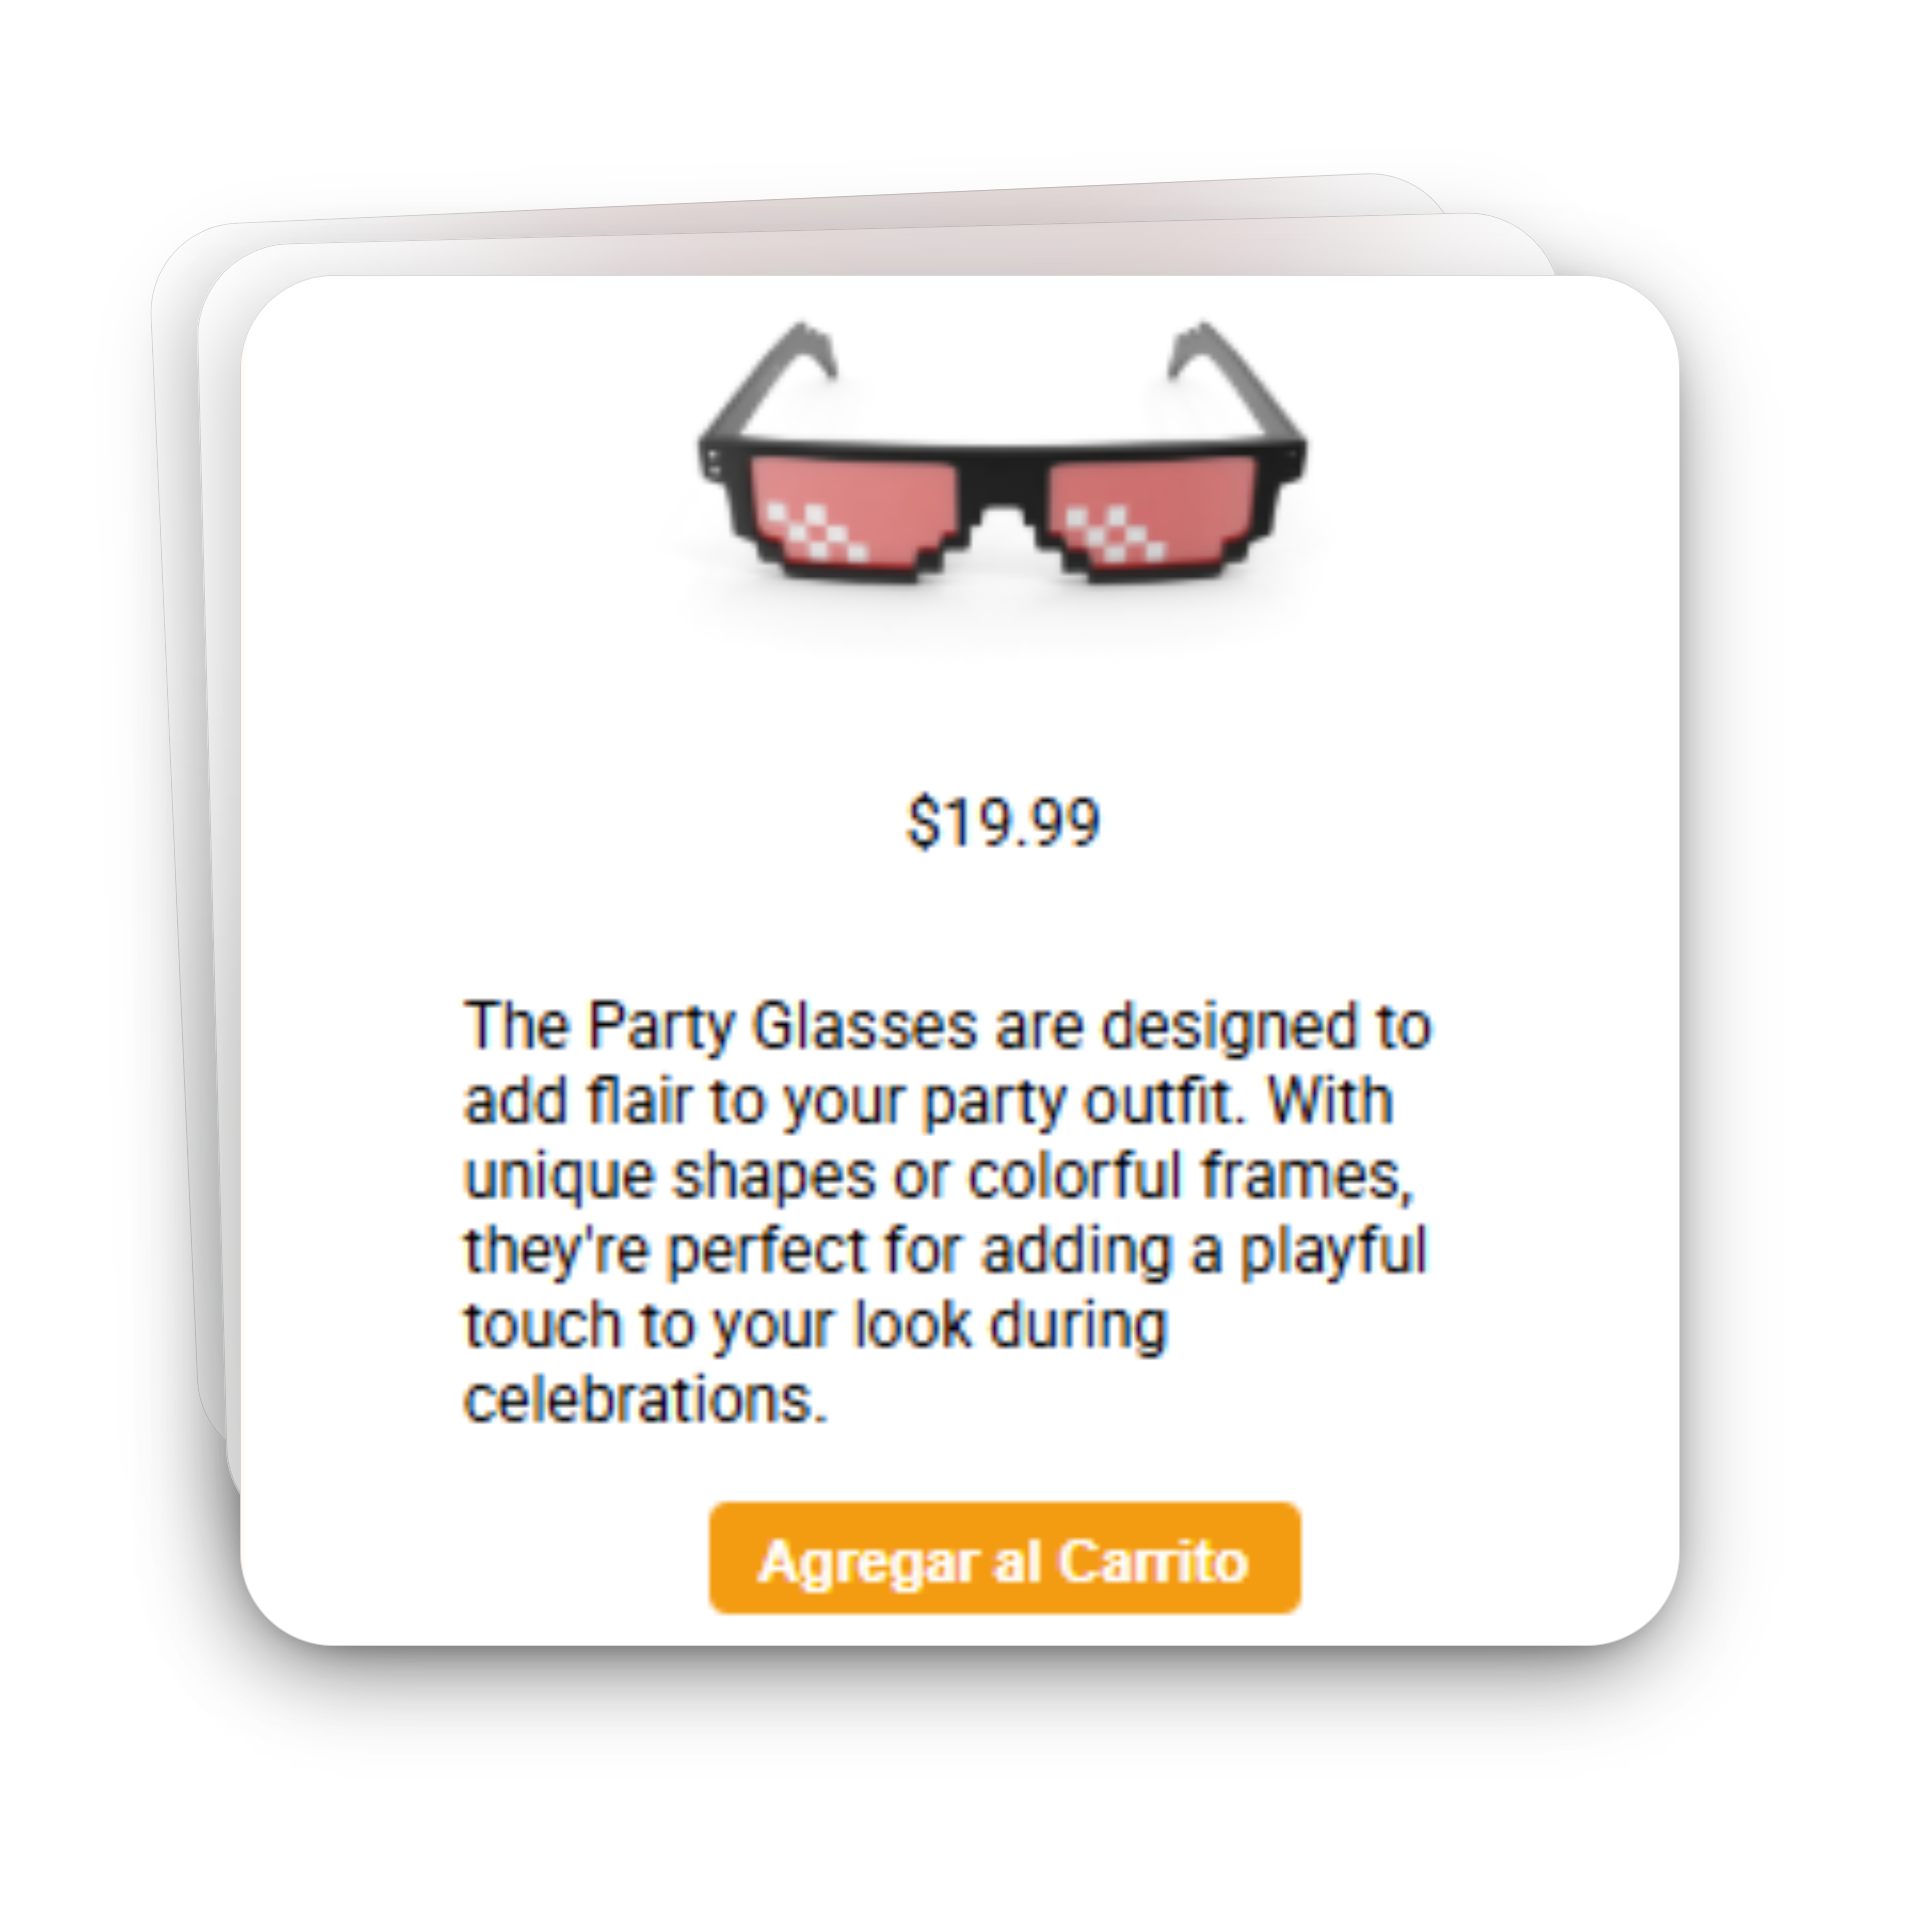 $19.99
The Party Glasses are designed to
add flair to your party outfit. With
unique shapes or colorful frames,
they're perfect for adding a playful
touch to your look during
celebrations.
Agregar al Carrito